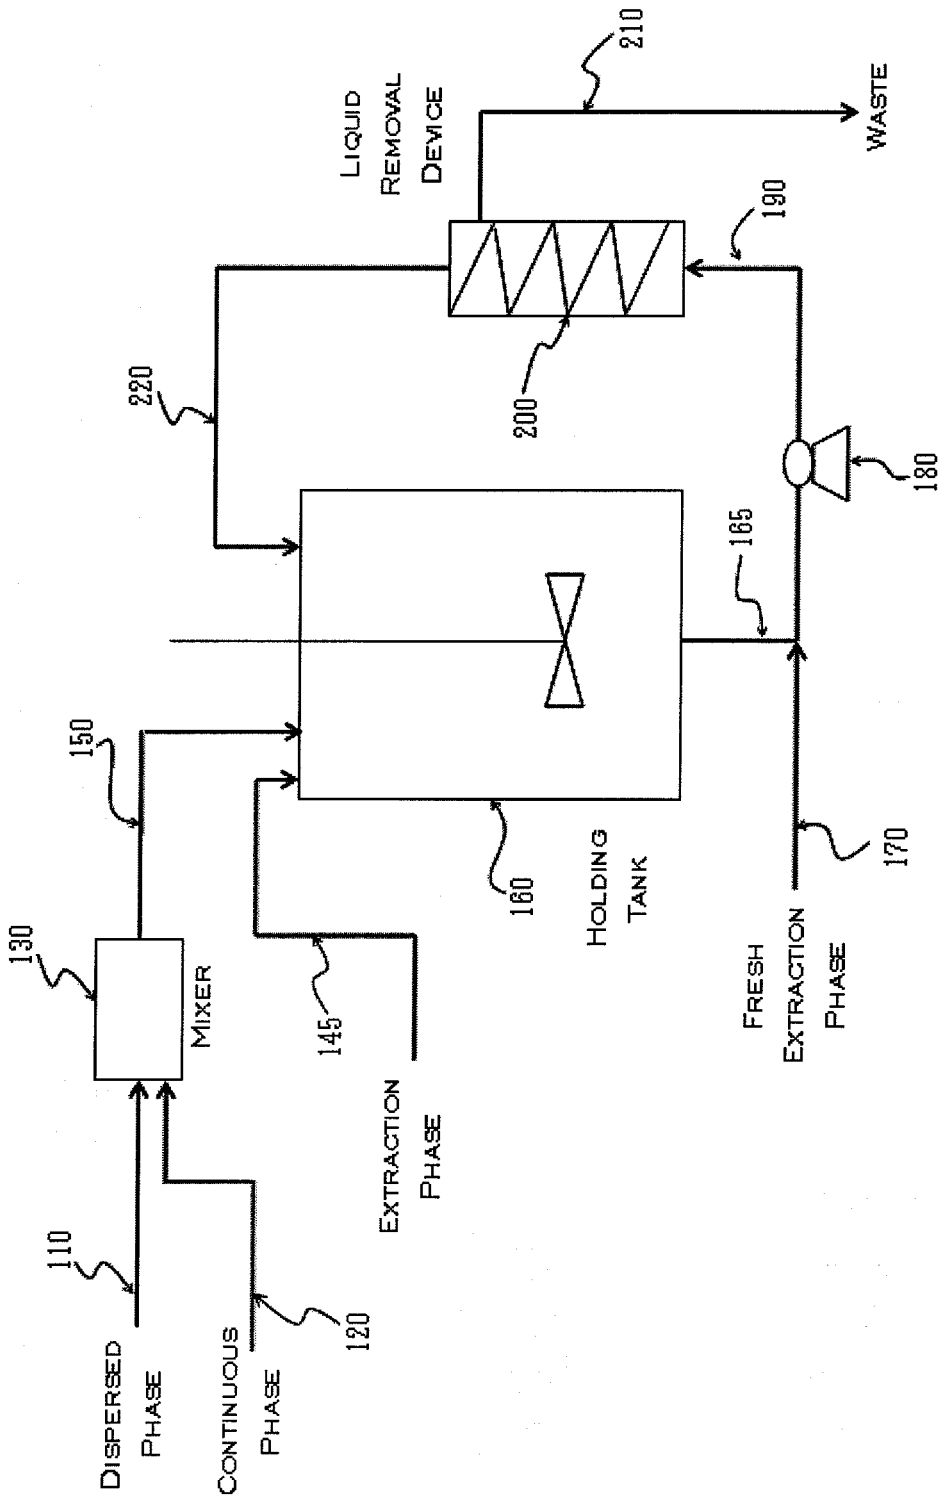 DISPERSED
PHASE
110
CONTINUOUS
PHASE
120
130
MIXER
150
EXTRACTION
PHASE
145
HOLDING
TANK
160
FRESH
EXTRACTION
PHASE
170
165
180
190
200
LIQUID
REMOVAL
DEVICE
210
WASTE
220